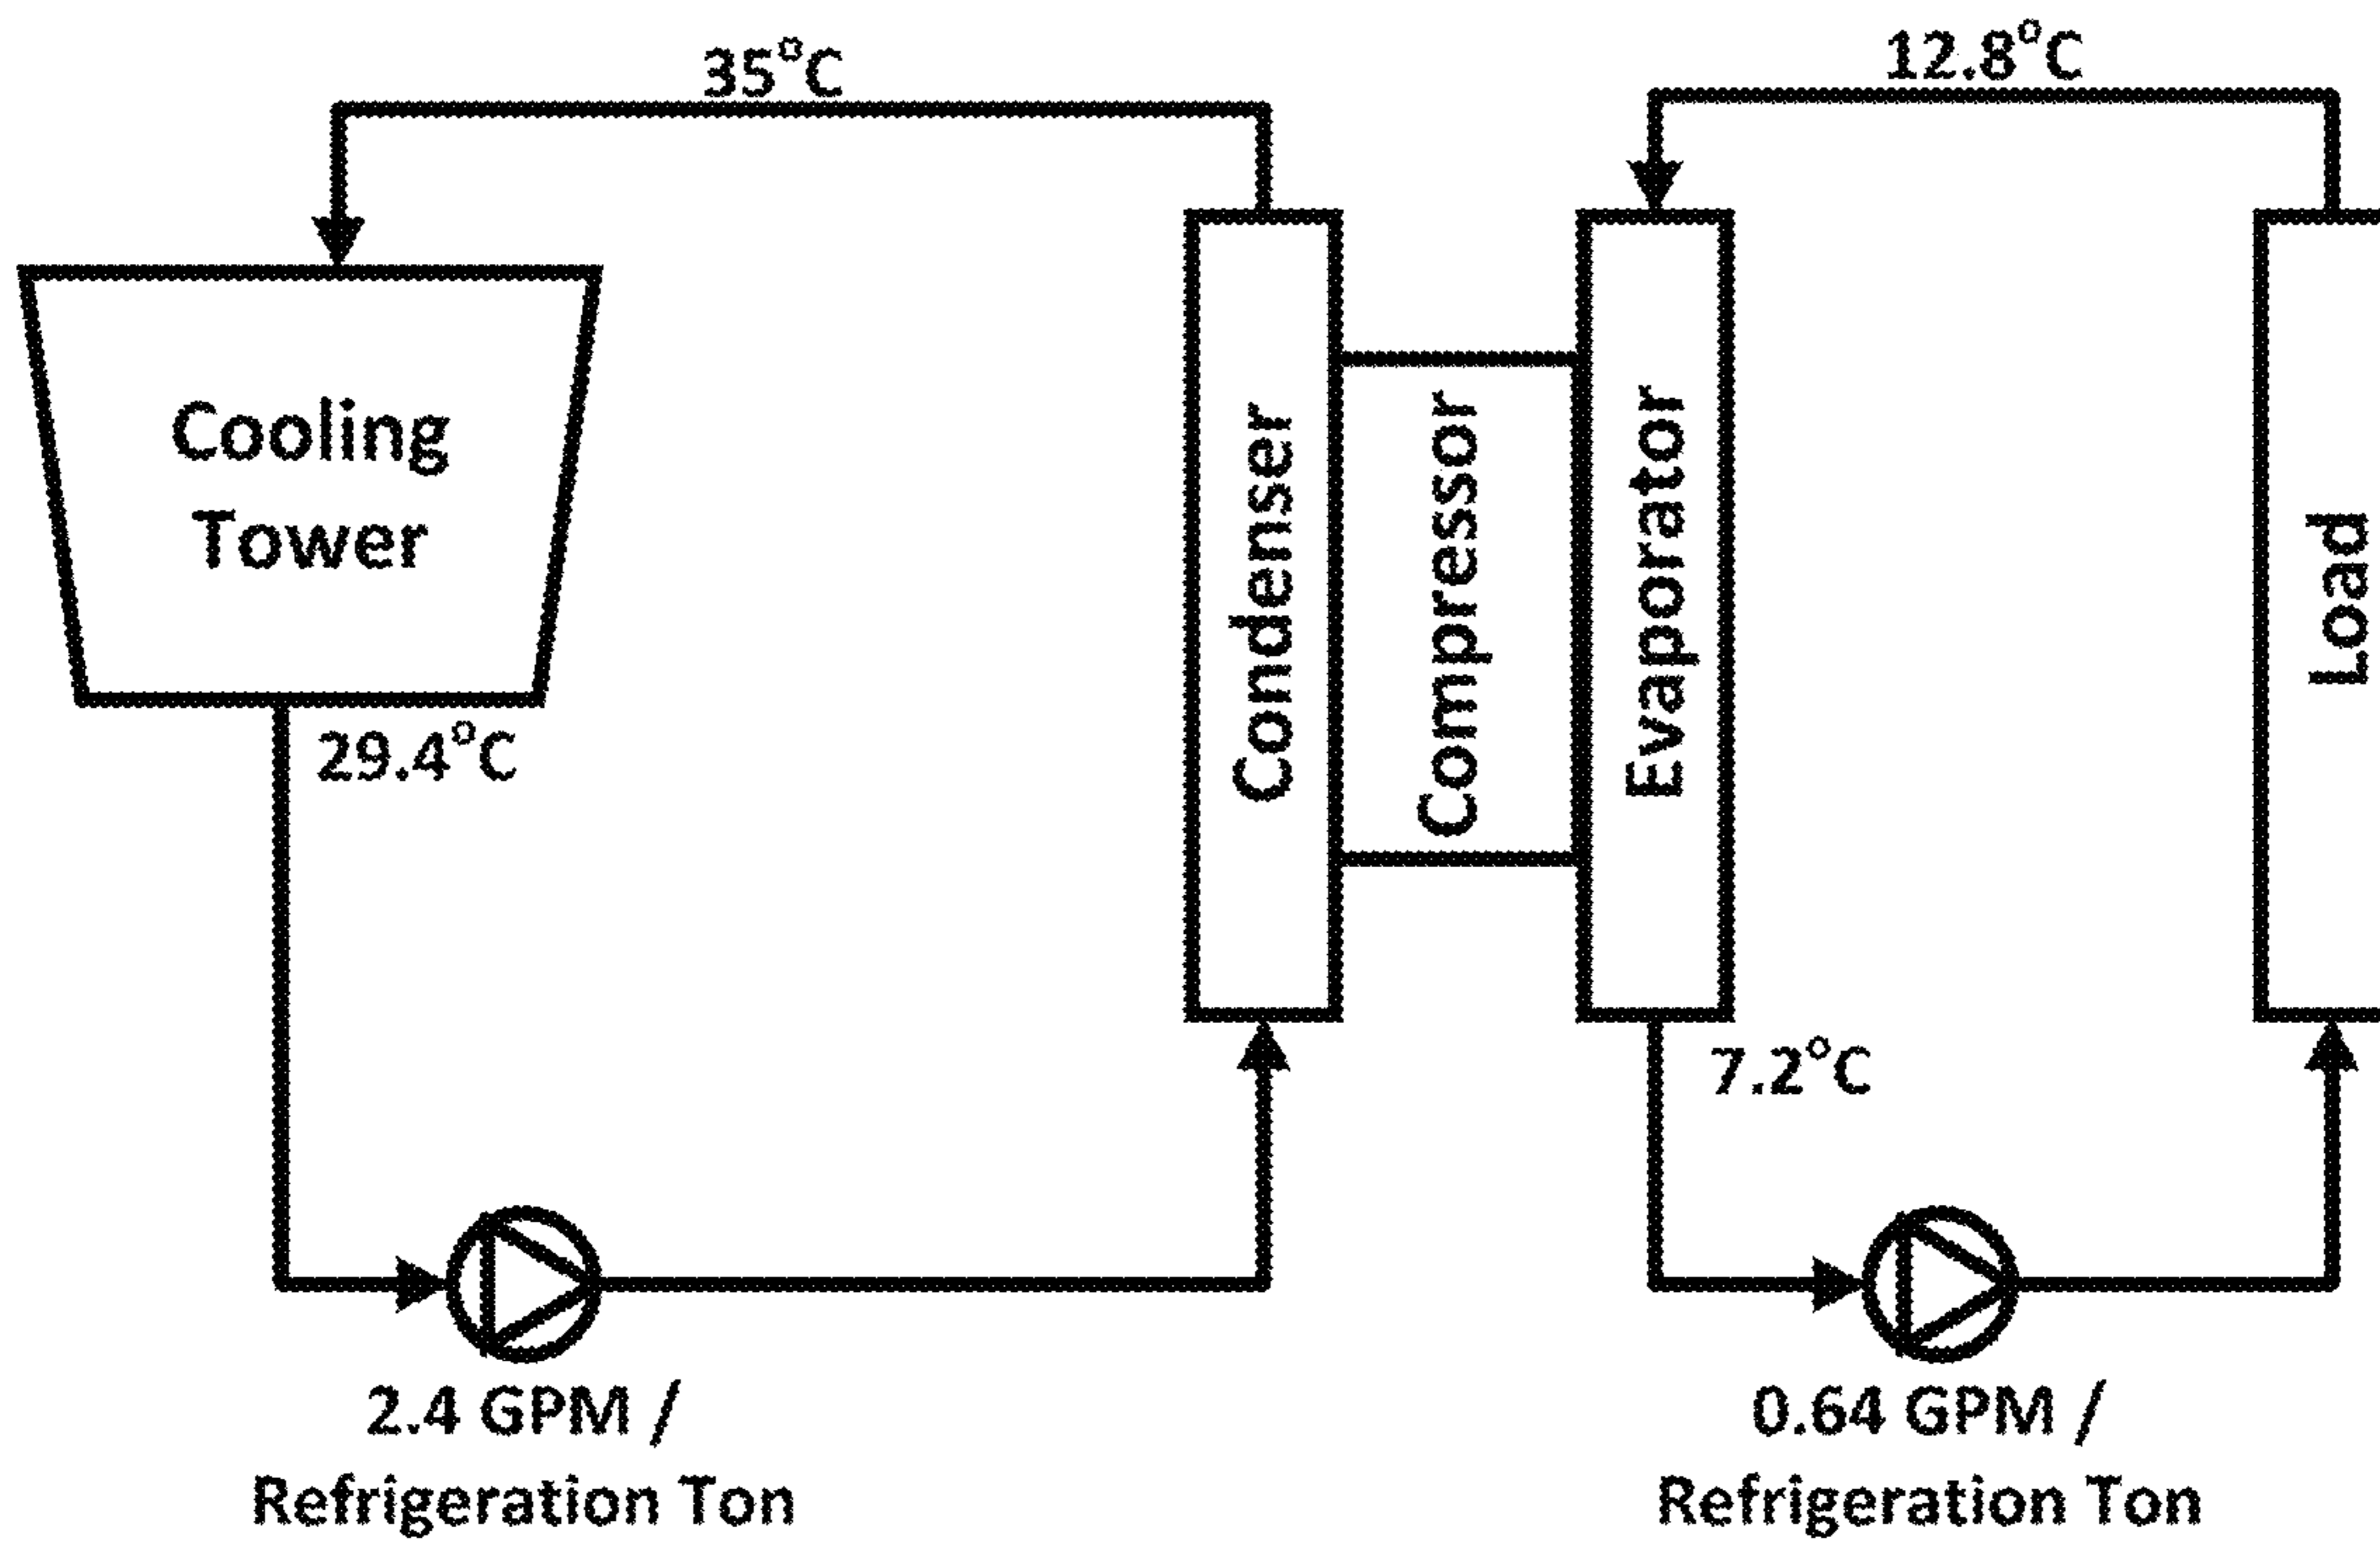 35°C
12.8°C
Cooling
Tower
Condenser
Compressor
Evaporator
Load
29.4°C
7.2°C
2.4 GPM /
Refrigeration Ton
0.64 GPM /
Refrigeration Ton